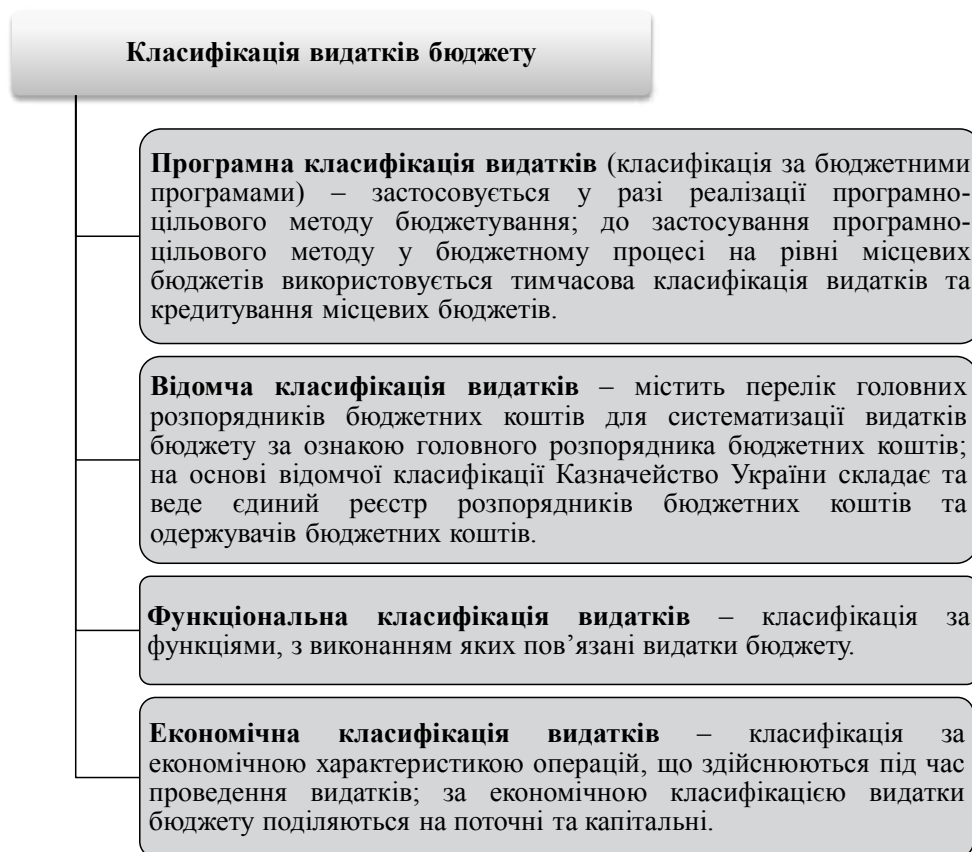 Класифікація видатків бюджету
Програмна класифікація видатків (класифікація за бюджетними
програмами) – застосовується у разі реалізації програмно-
цільового методу бюджетування; до застосування програмно-
цільового методу у бюджетному процесі на рівні місцевих
бюджетів використовується тимчасова класифікація видатків та
кредитування місцевих бюджетів.
Відомча класифікація видатків – містить перелік головних
розпорядників бюджетних коштів для систематизації видатків
бюджету за ознакою головного розпорядника бюджетних коштів;
на основі відомчої класифікації Казначейство України складає та
веде єдиний реєстр розпорядників бюджетних коштів та
одержувачів бюджетних коштів.
Функціональна класифікація видатків – класифікація за
функціями, з виконанням яких пов’язані видатки бюджету.
Економічна класифікація видатків – класифікація за
економічною характеристикою операцій, що здійснюються під час
проведення видатків; за економічною класифікацією видатки
бюджету поділяються на поточні та капітальні.